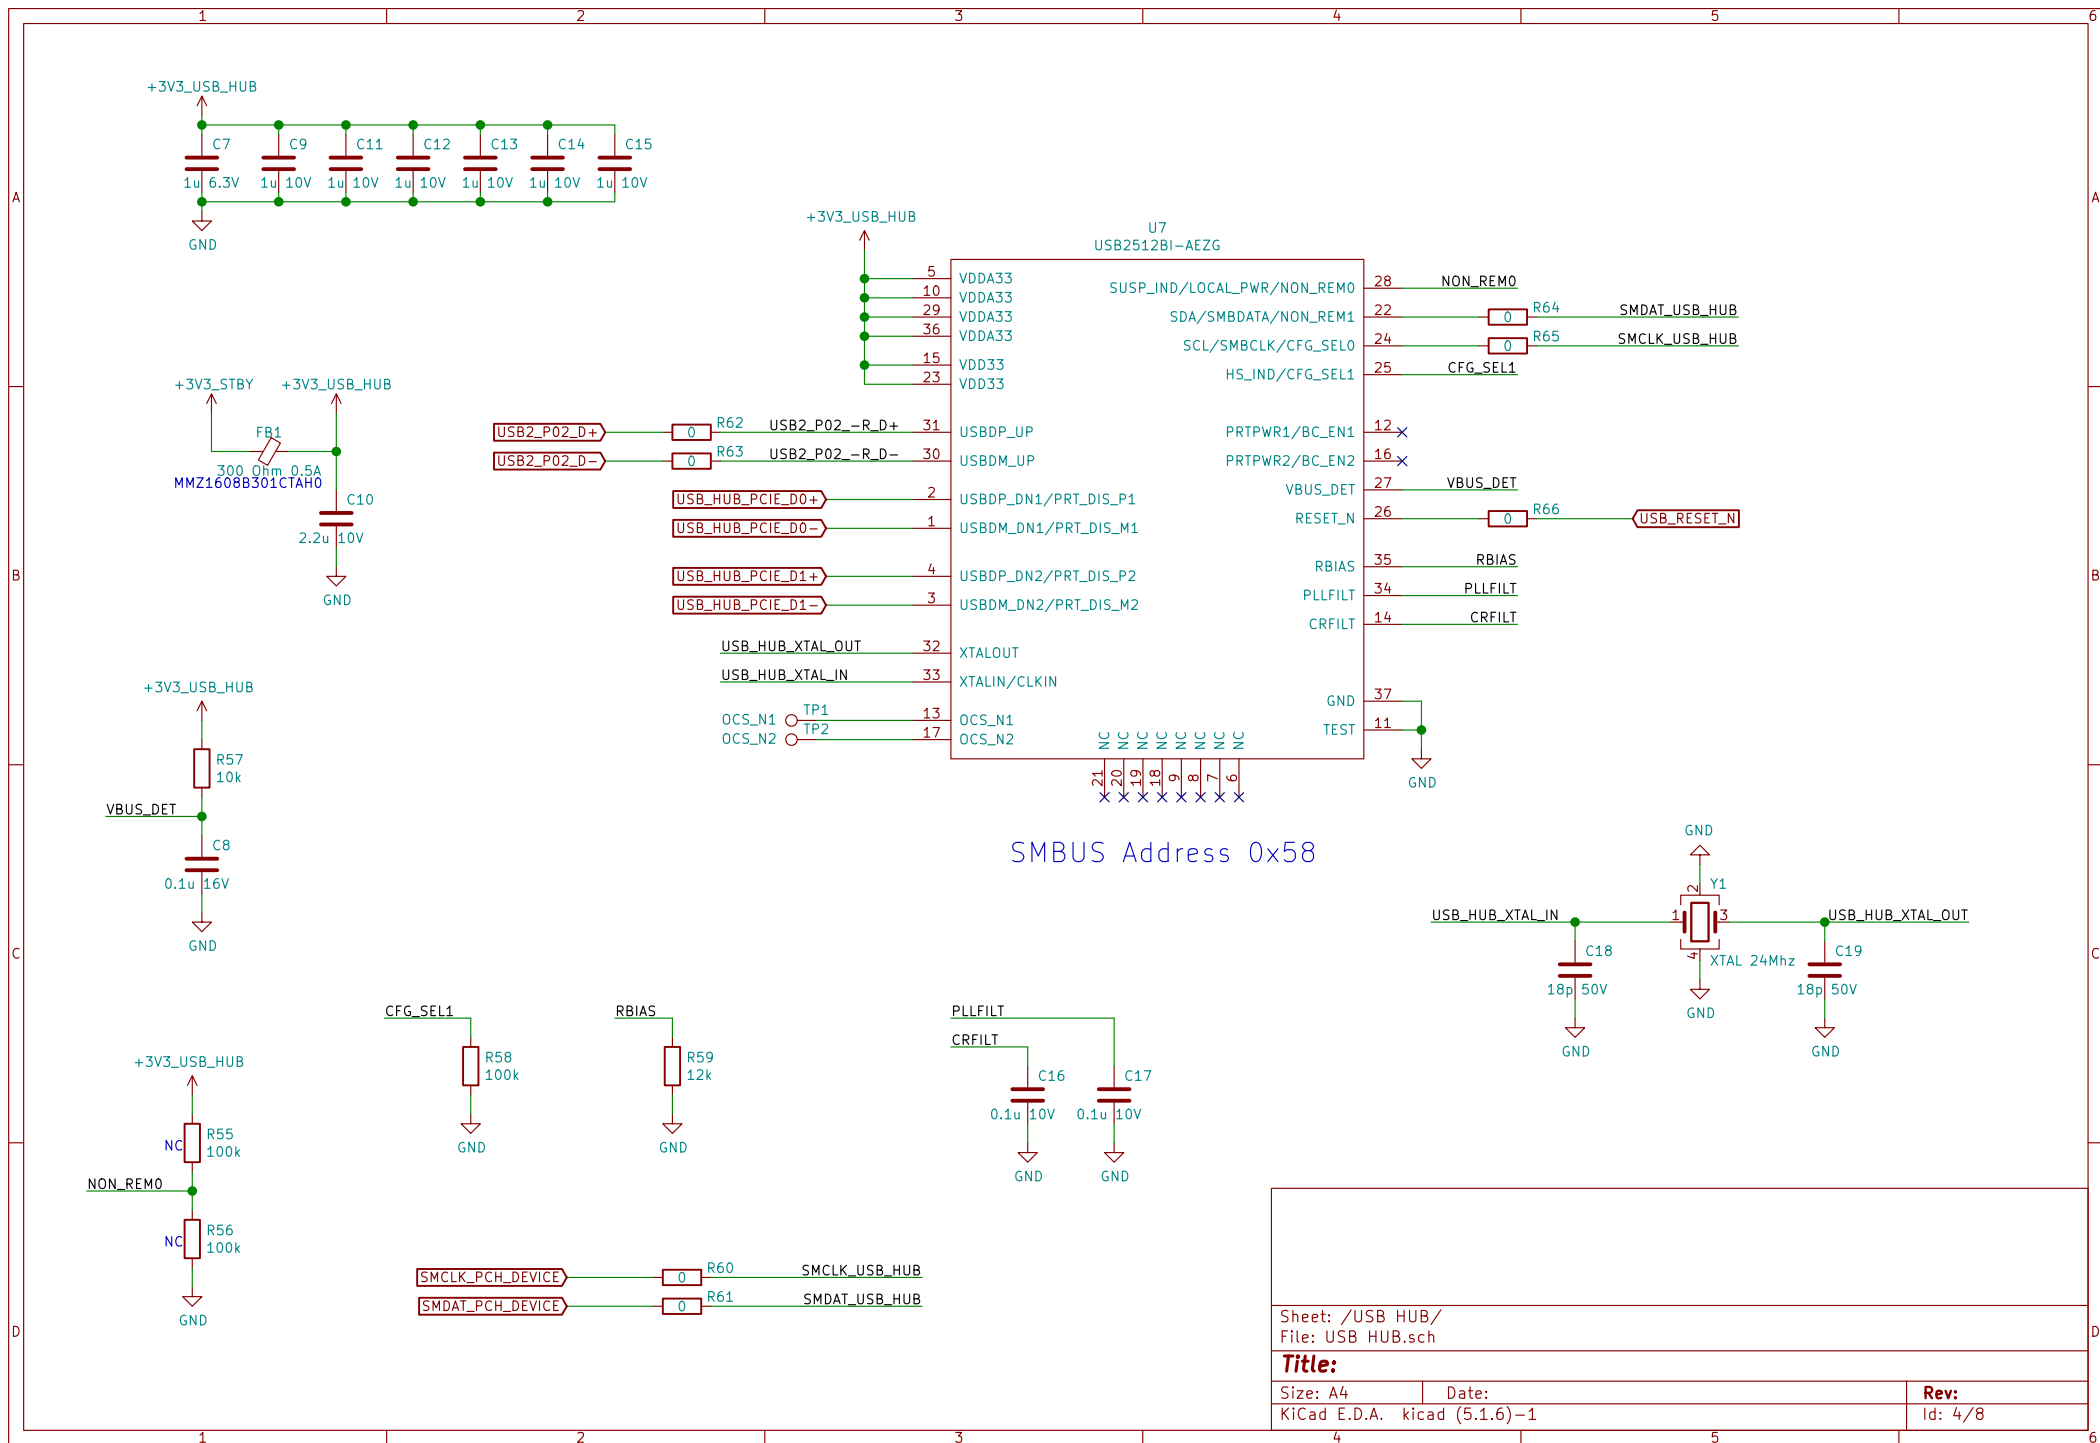 1 2 3 4 5 6
+3V3_USB_HUB
C7 C9 C11 C12 C13 C14 C15
1u 6.3V 1u 10V 1u 10V 1u 10V 1u 10V 1u 10V 1u 10V
A A
GND
+3V3_USB_HUB
U7
USB2512BI-AEZG
5 VDDA33
10 VDDA33
29 VDDA33
36 VDDA33
15 VDD33
23 VDD33
31 USBDP_UP
30 USBDM_UP
2 USBDP_DN1/PRT_DIS_P1
1 USBDM_DN1/PRT_DIS_M1
4 USBDP_DN2/PRT_DIS_P2
3 USBDM_DN2/PRT_DIS_M2
32 XTALOUT
33 XTALIN/CLKIN
13 OCS_N1
17 OCS_N2
SUSP_IND/LOCAL_PWR/NON_REM0 28 NON_REM0
SDA/SMBDATA/NON_REM1 22 0 R64 SMDAT_USB_HUB
SCL/SMBCLK/CFG_SEL0 24 0 R65 SMCLK_USB_HUB
HS_IND/CFG_SEL1 25 CFG_SEL1
PRTPWR1/BC_EN1 12
PRTPWR2/BC_EN2 16
VBUS_DET 27 VBUS_DET
RESET_N 26 0 R66 USB_RESET_N
RBIAS 35 RBIAS
PLLFILT 34 PLLFILT
CRFILT 14 CRFILT
GND 37
TEST 11
GND
NC NC NC NC NC NC NC NC
21 20 19 18 9 8 7 6
USB2_P02_D+ 0 R62 USB2_P02_-R_D+
USB2_P02_D- 0 R63 USB2_P02_-R_D-
USB_HUB_PCIE_D0+
USB_HUB_PCIE_D0-
USB_HUB_PCIE_D1+
USB_HUB_PCIE_D1-
USB_HUB_XTAL_OUT
USB_HUB_XTAL_IN
OCS_N1 TP1
OCS_N2 TP2
+3V3_STBY +3V3_USB_HUB
FB1
300 Ohm 0.5A
MMZ1608B301CTAH0
C10
2.2u 10V
GND
B B
+3V3_USB_HUB
R57
10k
VBUS_DET
C8
0.1u 16V
GND
SMBUS Address 0x58
GND
2 Y1
USB_HUB_XTAL_IN 1 3 USB_HUB_XTAL_OUT
4 XTAL 24Mhz
C18
18p 50V
C19
18p 50V
GND
GND
GND
C C
CFG_SEL1
R58
100k
GND
RBIAS
R59
12k
GND
PLLFILT
CRFILT
C16 C17
0.1u 10V 0.1u 10V
GND GND
+3V3_USB_HUB
NC R55
100k
NON_REM0
NC R56
100k
GND
SMCLK_PCH_DEVICE 0 R60 SMCLK_USB_HUB
SMDAT_PCH_DEVICE 0 R61 SMDAT_USB_HUB
D D
Sheet: /USB HUB/
File: USB HUB.sch
Title:
Size: A4 Date: Rev:
KiCad E.D.A. kicad (5.1.6)-1 Id: 4/8
1 2 3 4 5 6